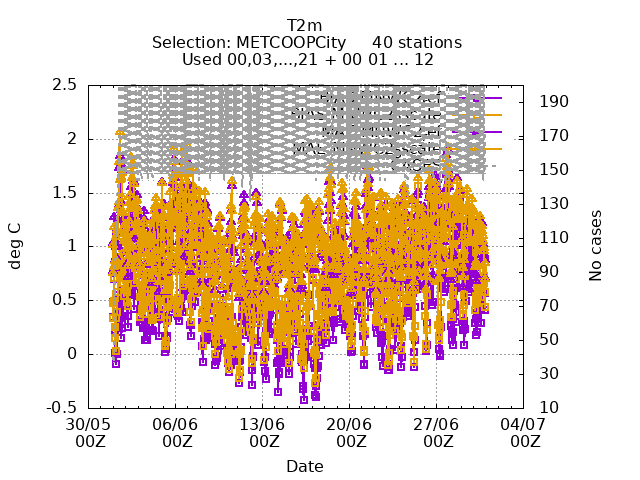 T2m
Selection: METCOOPCity     40 stations
Used 00,03,...,21 + 00 01 ... 12
2.5
2
1.5
1
0.5
0
-0.5
deg C
190
170
150
130
110
90
70
50
30
10
No cases
30/05 06/06 13/06 20/06 27/06 04/07
00Z 00Z 00Z 00Z 00Z 00Z
Date